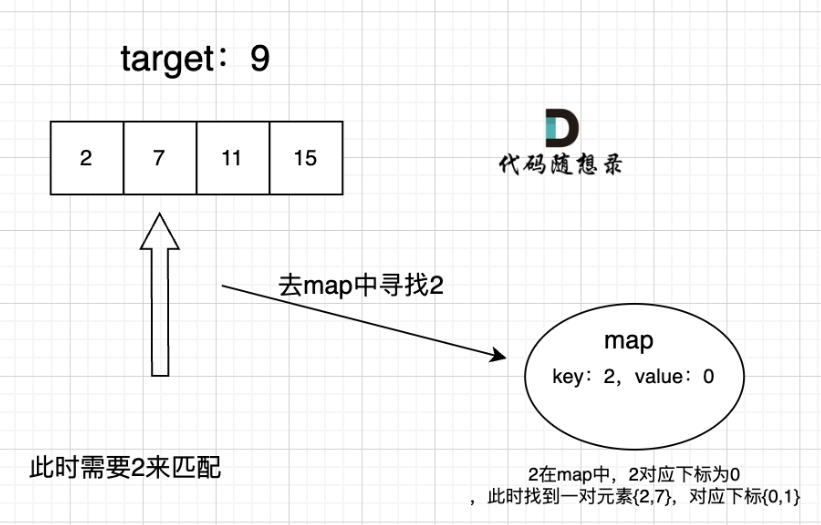 target：9
2 7 11 15
D
代码随想录
去map中寻找2
map
key：2，value：0
此时需要2来匹配
2在map中，2对应下标为0
，此时找到一对元素{2,7}，对应下标{0,1}